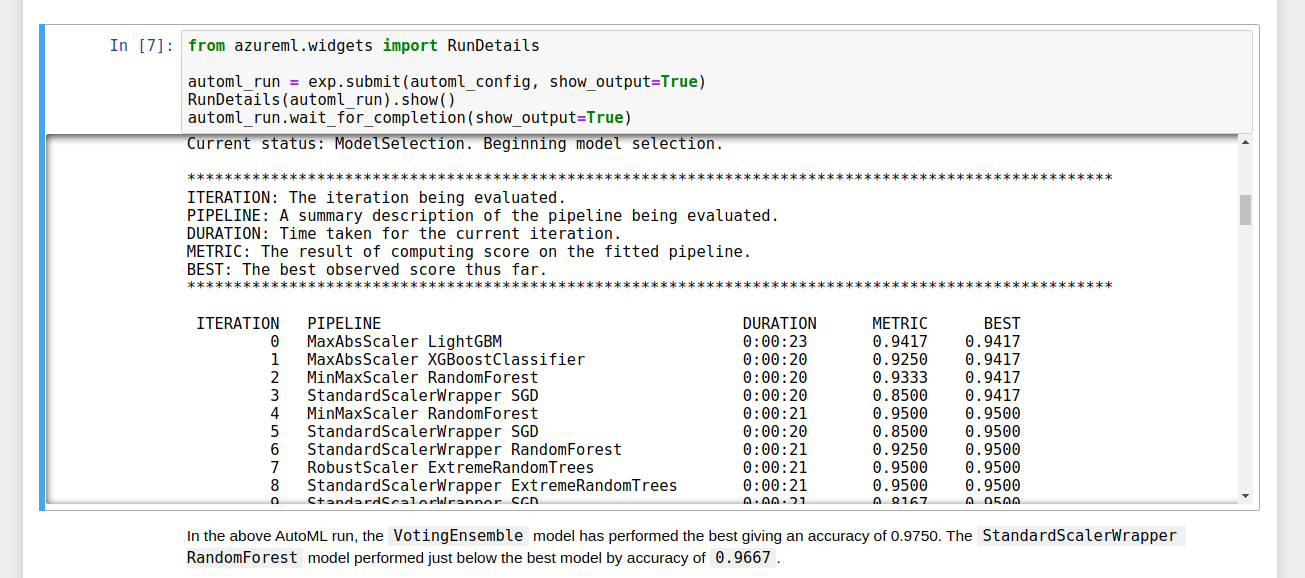 In [7]: from azureml.widgets import RunDetails
automl_run = exp.submit(automl_config, show_output=True)
RunDetails(automl_run).show()
automl_run.wait_for_completion(show_output=True)
Current status: ModelSelection. Beginning model selection.
****************************************************************************************************
ITERATION: The iteration being evaluated.
PIPELINE: A summary description of the pipeline being evaluated.
DURATION: Time taken for the current iteration.
METRIC: The result of computing score on the fitted pipeline.
BEST: The best observed score thus far.
****************************************************************************************************
ITERATION PIPELINE DURATION METRIC BEST
0 MaxAbsScaler LightGBM 0:00:23 0.9417 0.9417
1 MaxAbsScaler XGBoostClassifier 0:00:20 0.9250 0.9417
2 MinMaxScaler RandomForest 0:00:20 0.9333 0.9417
3 StandardScalerWrapper SGD 0:00:20 0.8500 0.9417
4 MinMaxScaler RandomForest 0:00:21 0.9500 0.9500
5 StandardScalerWrapper SGD 0:00:20 0.8500 0.9500
6 StandardScalerWrapper RandomForest 0:00:21 0.9250 0.9500
7 RobustScaler ExtremeRandomTrees 0:00:21 0.9500 0.9500
8 StandardScalerWrapper ExtremeRandomTrees 0:00:21 0.9500 0.9500
9 StandardScalerWrapper SGD 0:00:21 0.8167 0.9500
In the above AutoML run, the VotingEnsemble model has performed the best giving an accuracy of 0.9750. The StandardScalerWrapper
RandomForest model performed just below the best model by accuracy of 0.9667 .